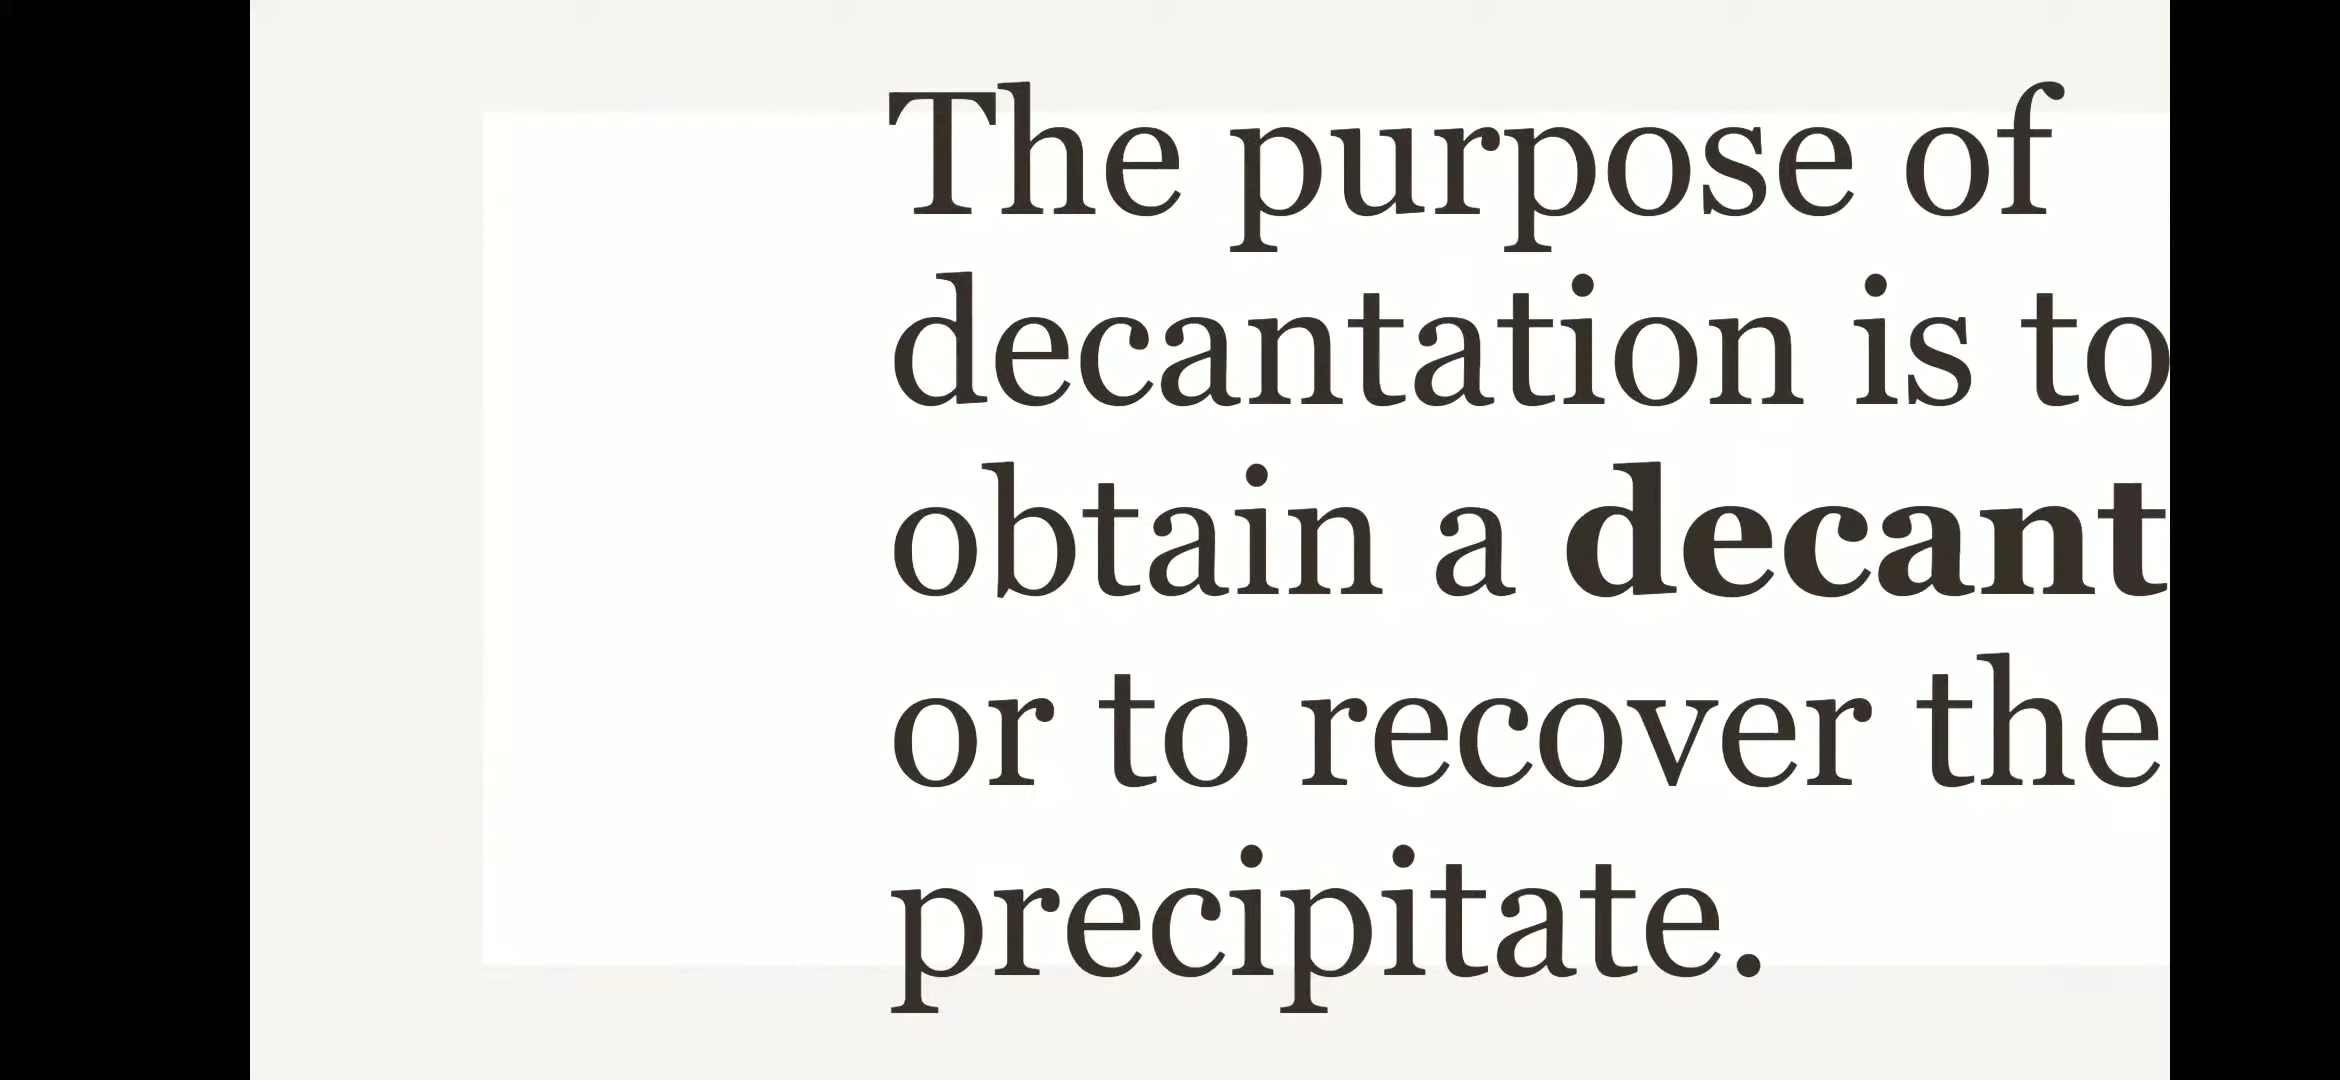 The purpose of
decantation is to
obtain a decant
or to recover the
precipitate.